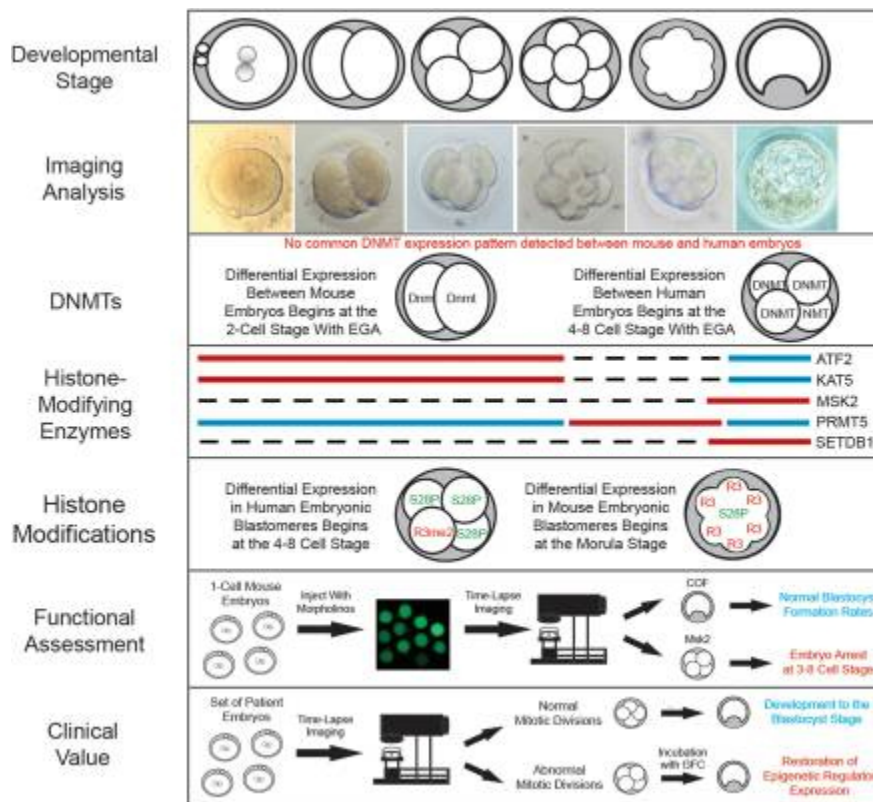 Developmental
Stage
Imaging
Analysis
No common DNMT expression pattern detected between mouse and human embryos
DNMTs
Differential Expression
Between Mouse
Embryos Begins at the
2-Cell Stage With EGA
Dnmt
Dnmt
Differential Expression
Between Human
Embryos Begins at the
4-8 Cell Stage With EGA
DNMT
DNMT
DNMT
NMT
Histone-
Modifying
Enzymes
ATF2
KAT5
MSK2
PRMT5
SETDB1
Histone
Modifications
Differential Expression
in Human Embryonic
Blastomeres Begins
at the 4-8 Cell Stage
S28P
S28P
R3me2
S28P
Differential Expression
in Mouse Embryonic
Blastomeres Begins
at the Morula Stage
R3
R3
R3
S28P
R3
R3
R3
R3
Functional
Assessment
1-Cell Mouse
Embryos
Inject With
Morpholinos
Time-Lapse
Imaging
Msk2
Normal Blastocys
Formation Rates
Embryo Arrest
at 3-8 Cell Stage
Clinical
Value
Set of Patient
Embryos
Time-Lapse
Imaging
Normal
Mitotic Divisions
Development to the
Blastocyst Stage
Abnormal
Mitotic Divisions
Incubation
with
Restoration of
Epigenetic Regulator
Expression